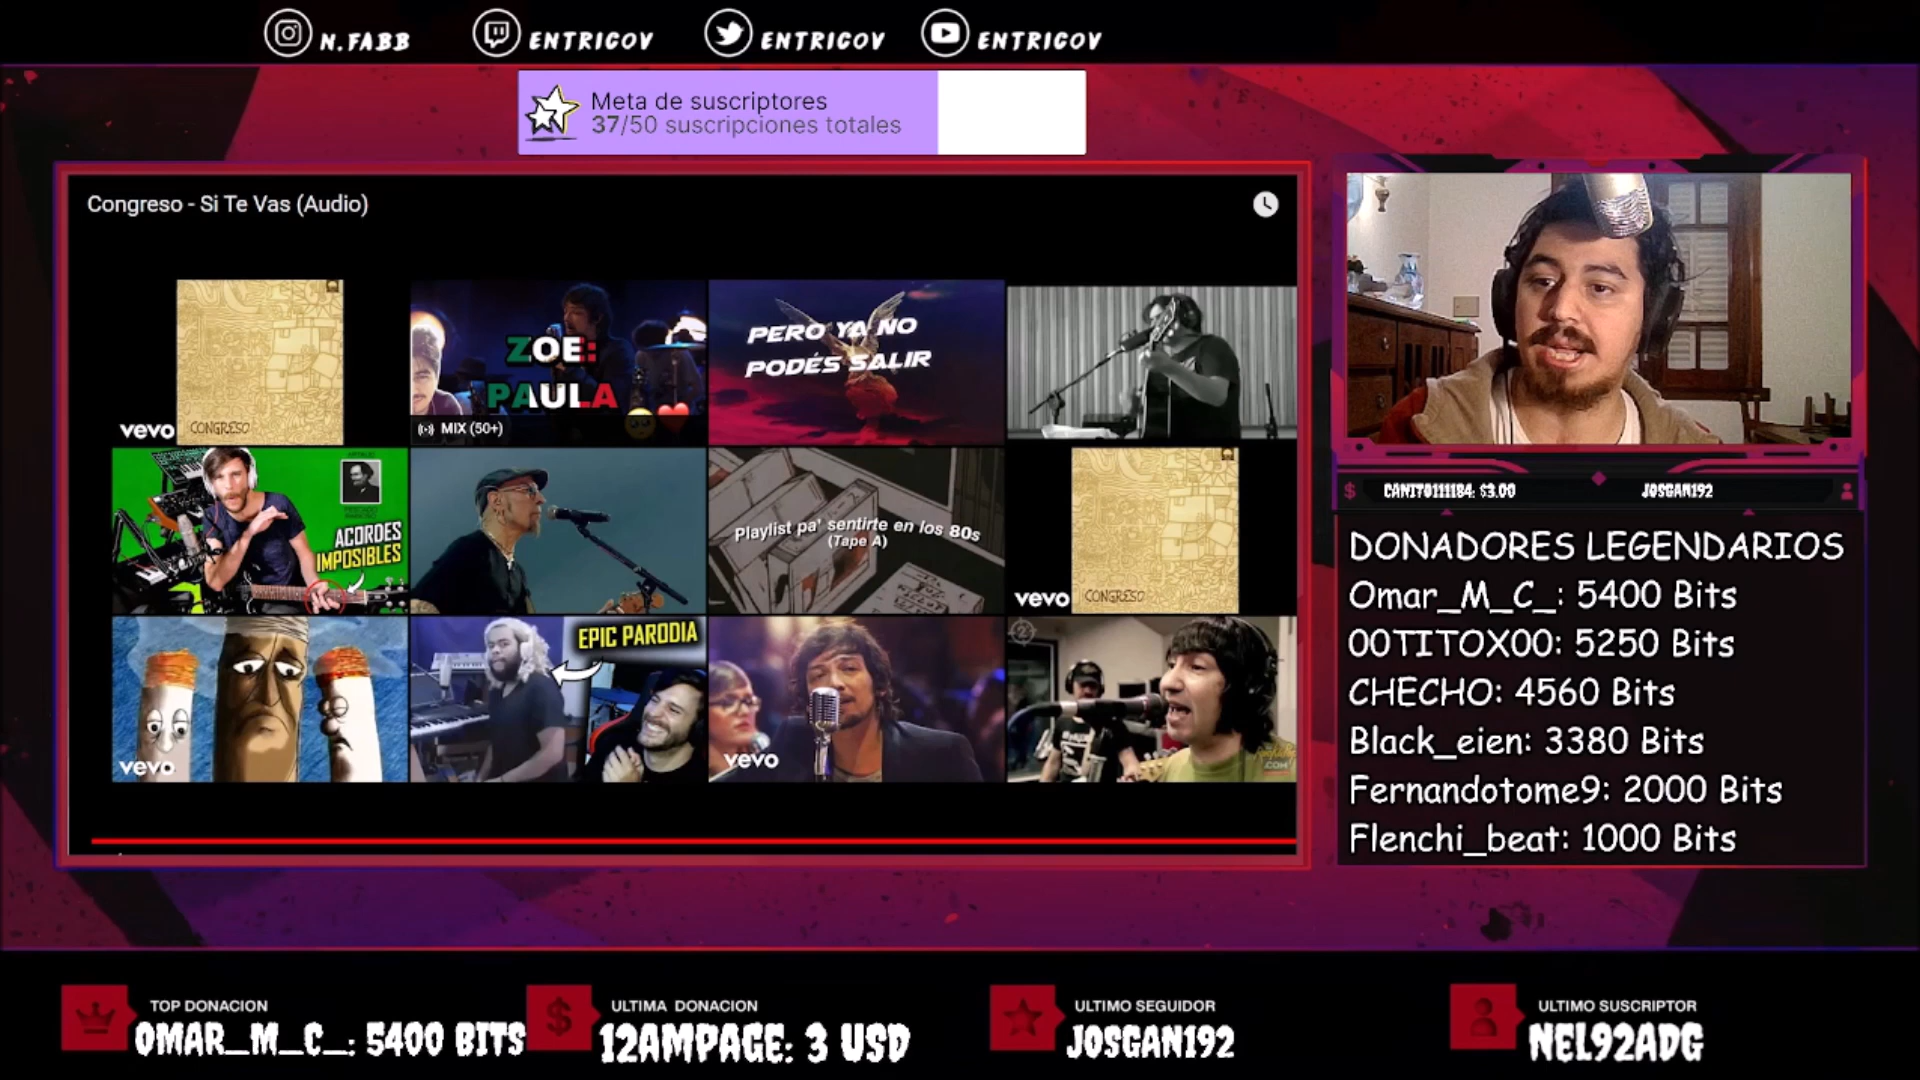 N.FABB
ENTRIGOV
ENTRIGOV
ENTRIGOV
Meta de suscriptores
37/50 suscripciones totales
Congreso - Si Te Vas (Audio)
vevo
CONGRESO
ZOE:
PAULA
MIX (50+)
PERO YA NO
PODÉS SALIR
ACORDES
IMPOSIBLES
Playlist pa' sentirte en los 80s
(Tape A)
vevo
CONGRESO
vevo
EPIC PARODIA
vevo
.COM
$ CANITO111184: $3.00
JOSGAN192
DONADORES LEGENDARIOS
Omar_M_C_: 5400 Bits
00TITOX00: 5250 Bits
CHECHO: 4560 Bits
Black_eien: 3380 Bits
Fernandotome9: 2000 Bits
Flenchi_beat: 1000 Bits
TOP DONACION
OMAR_M_C_: 5400 BITS
$
ULTIMA DONACION
12AMPAGE: 3 USD
ULTIMO SEGUIDOR
JOSGAN192
ULTIMO SUSCRIPTOR
NEL92ADG